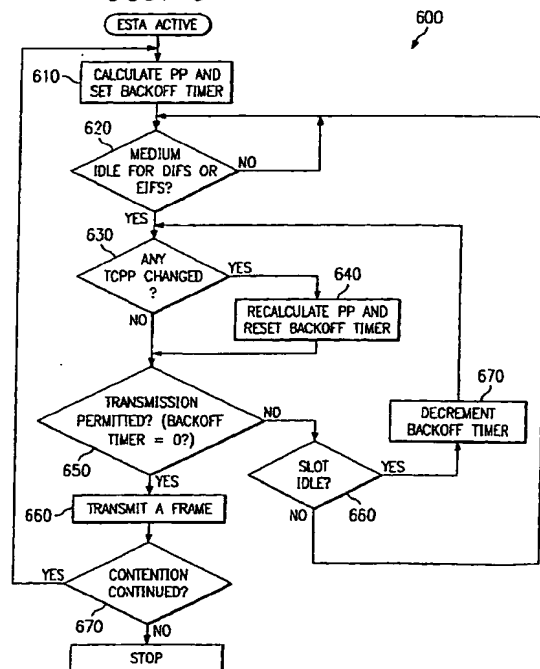 ESTA ACTIVE
600
610
CALCULATE PP AND
SET BACKOFF TIMER
620
MEDIUM
IDLE FOR DIFS OR
EIFS?
NO
YES
630
ANY
TCPP CHANGED
?
YES
NO
640
RECALCULATE PP AND
RESET BACKOFF TIMER
TRANSMISSION
PERMITTED? (BACKOFF
TIMER = 0?)
NO
650
YES
670
DECREMENT
BACKOFF TIMER
SLOT
IDLE?
YES
660
NO
660
TRANSMIT A FRAME
YES
CONTENTION
CONTINUED?
670
NO
STOP